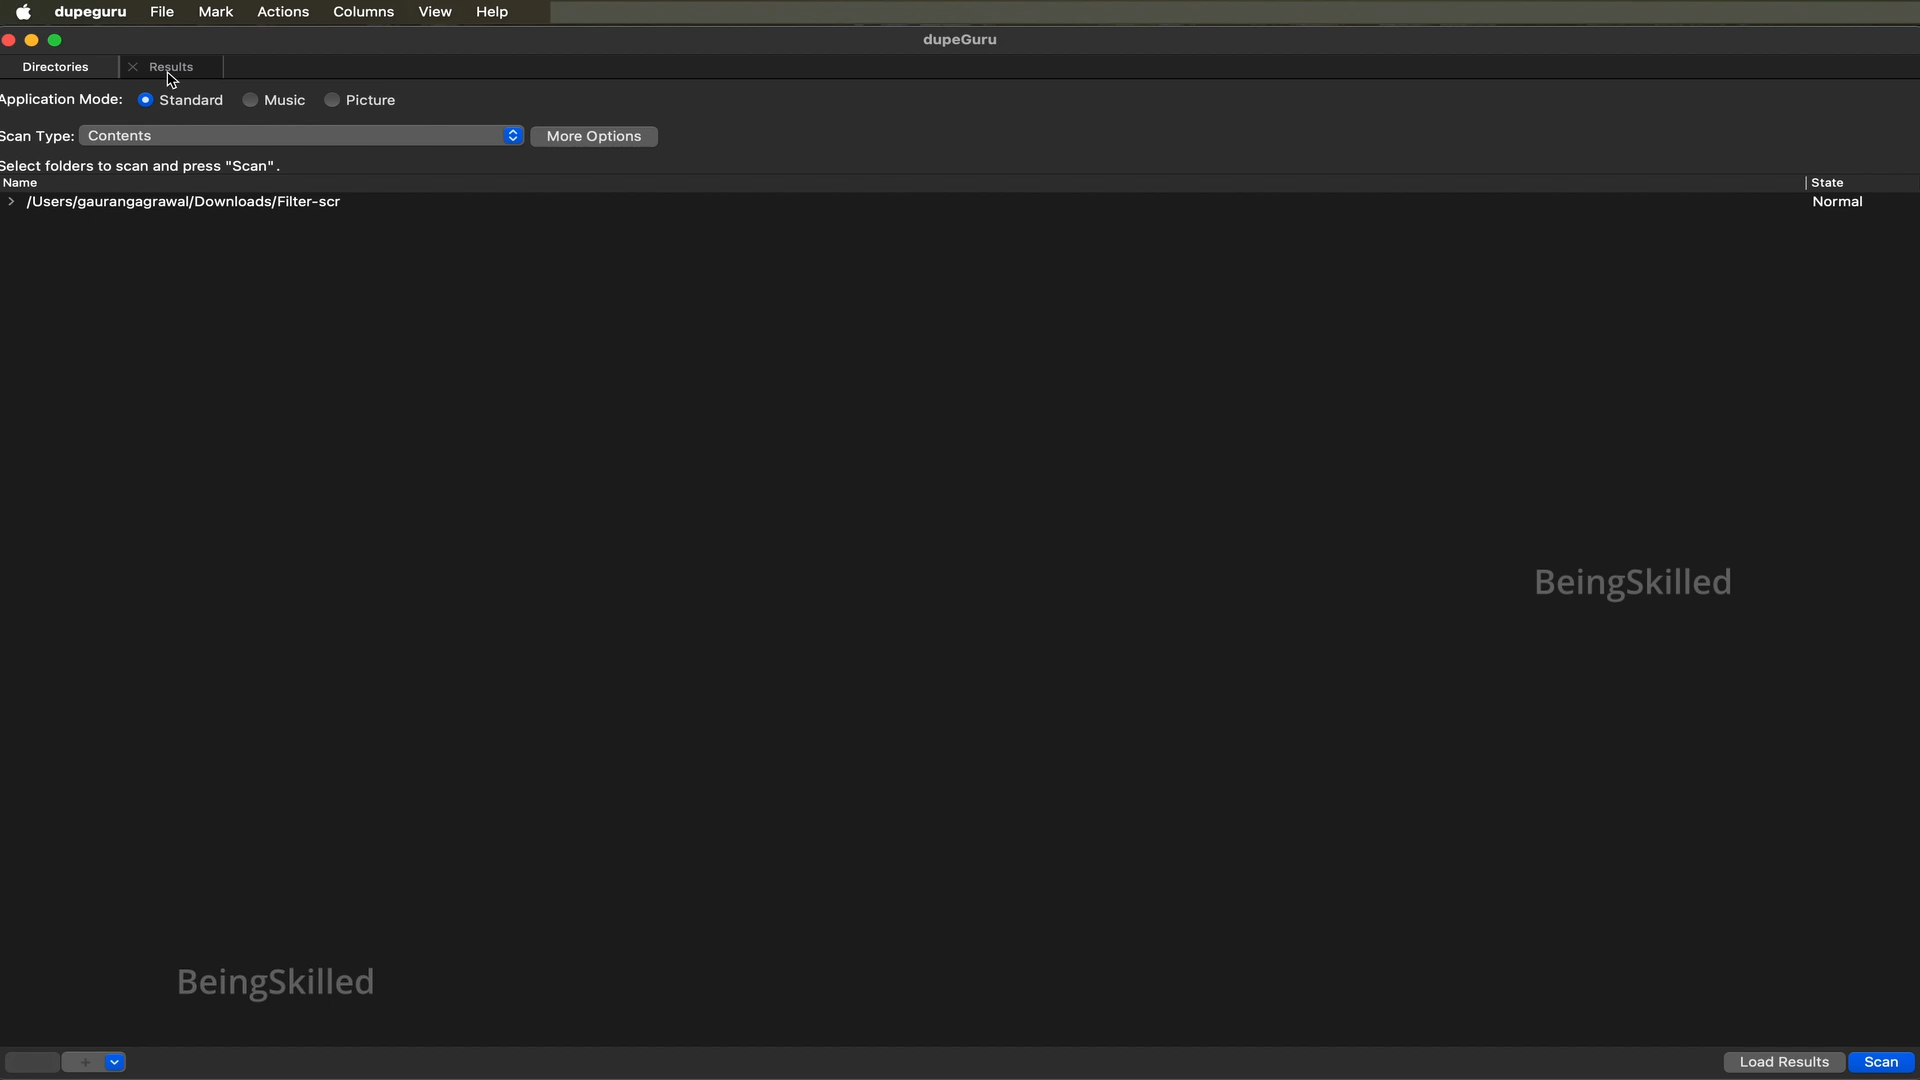 dupeguru File Mark Actions Columns View Help
dupeGuru
Directories Results
Application Mode: Standard Music Picture
Scan Type: Contents More Options
Select folders to scan and press "Scan".
Name State
/Users/gaurangagrawal/Downloads/Filter-scr Normal
BeingSkilled
BeingSkilled
+ Load Results Scan